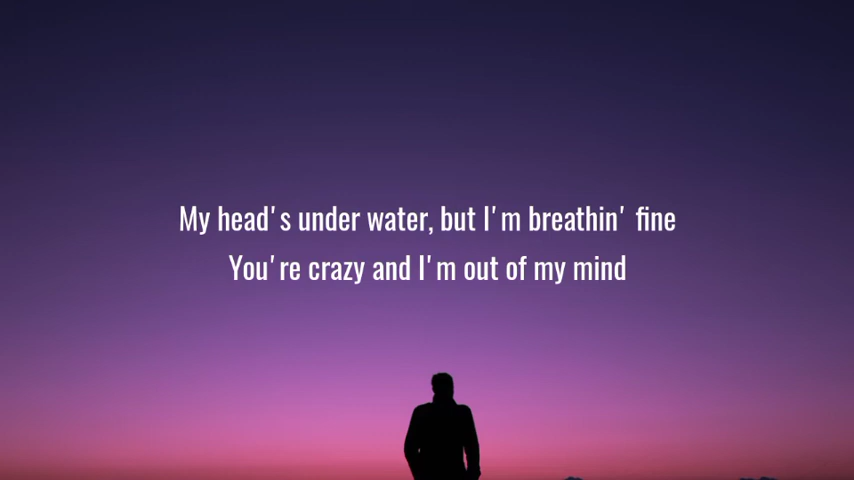 My head's under water, but I'm breathin' fine
You're crazy and I'm out of my mind